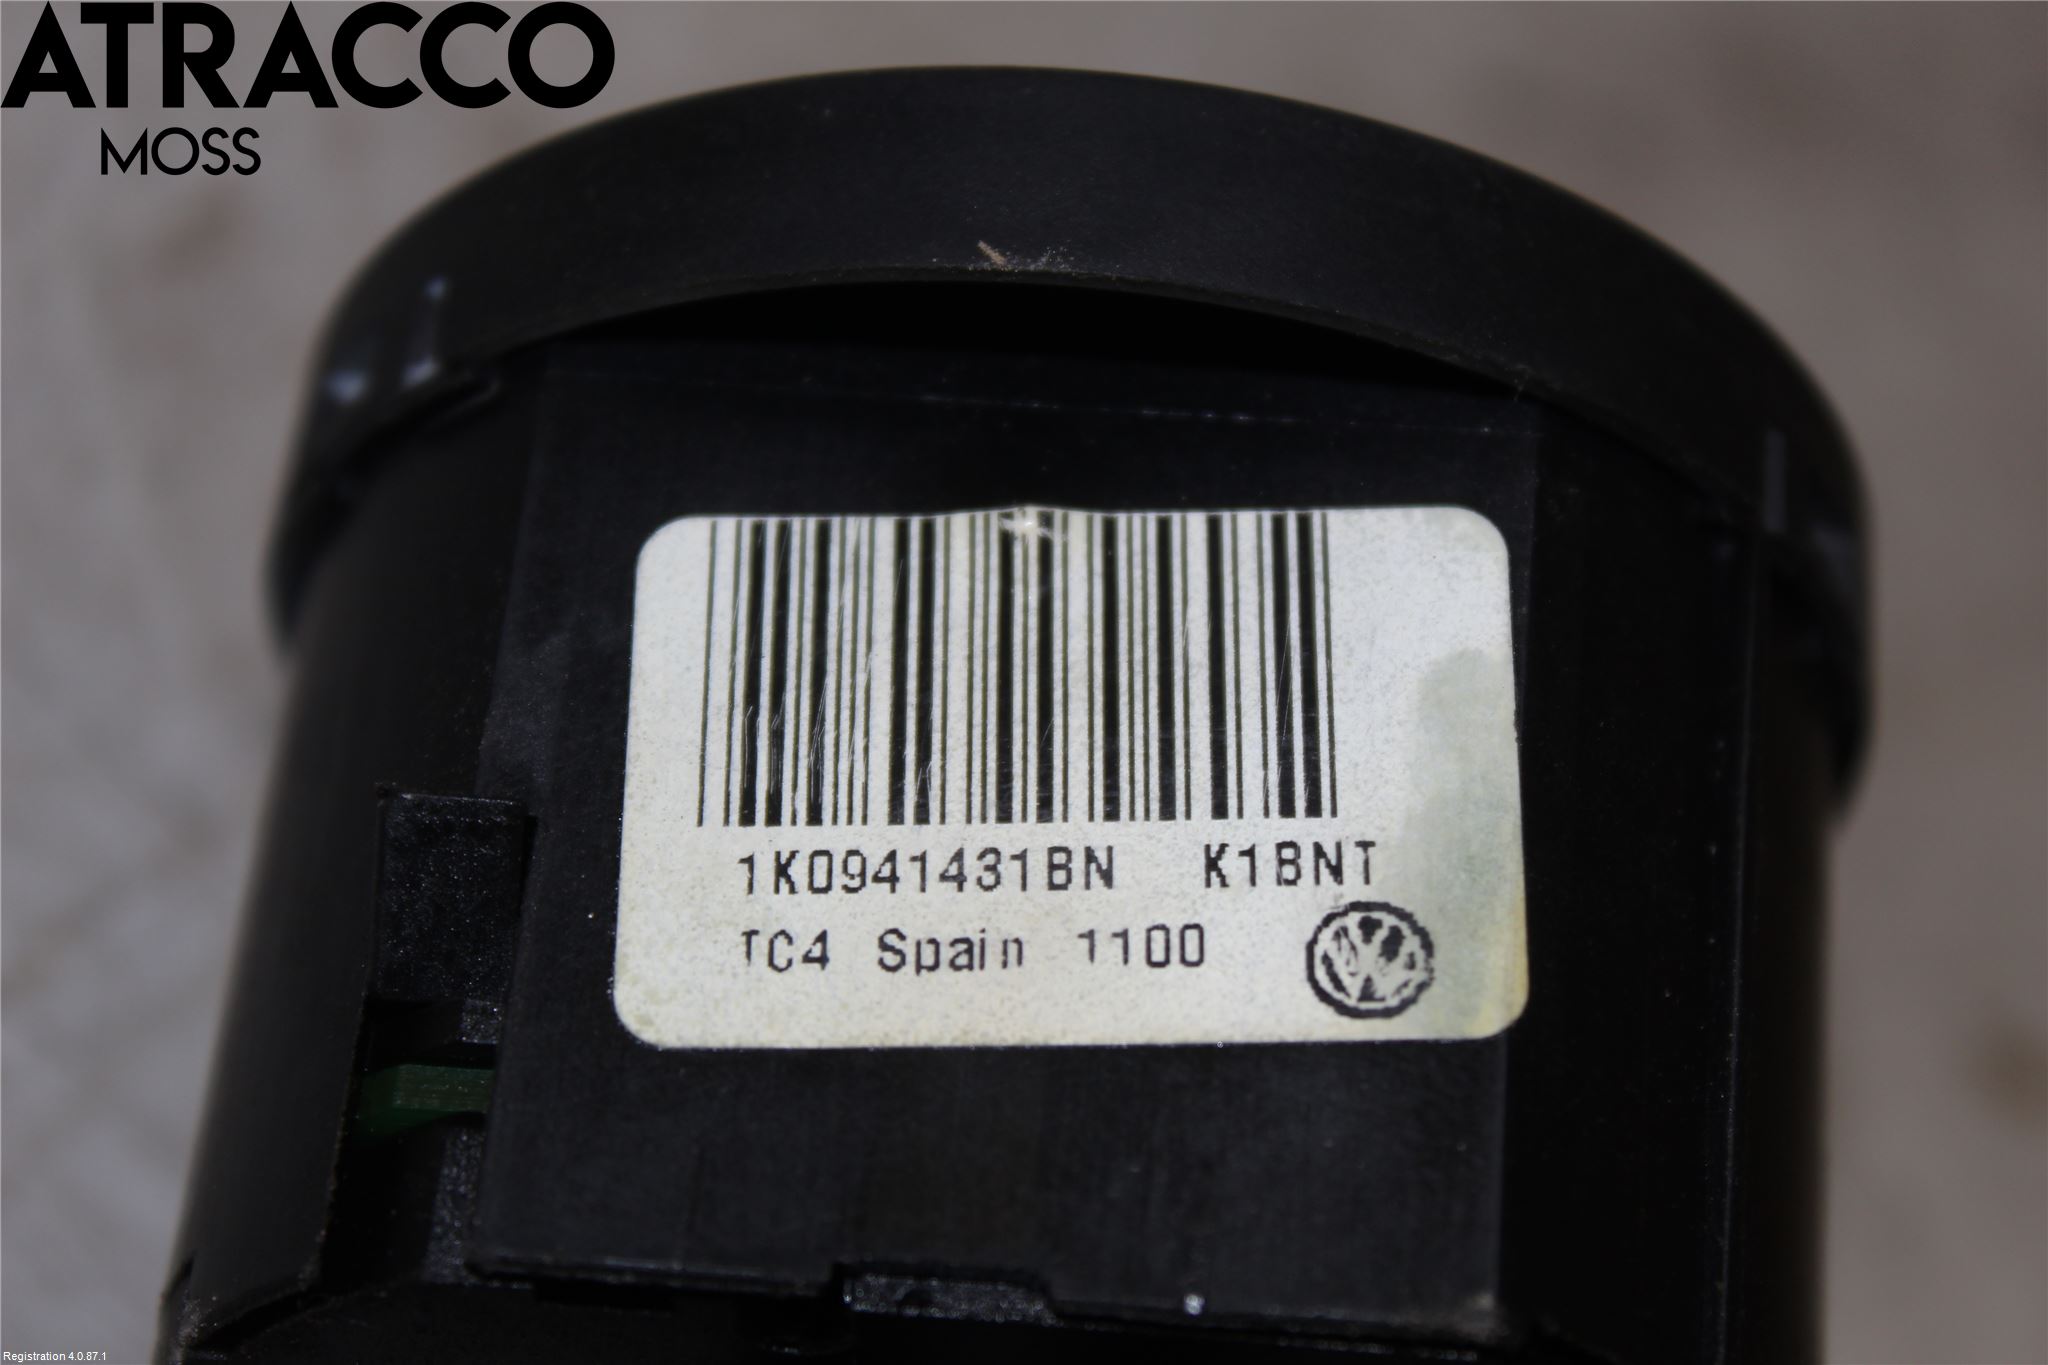 ATRACCO
MOSS
1K0941431BN K1BNT
TC4 Spain 1100
Registration 4.0.87.1